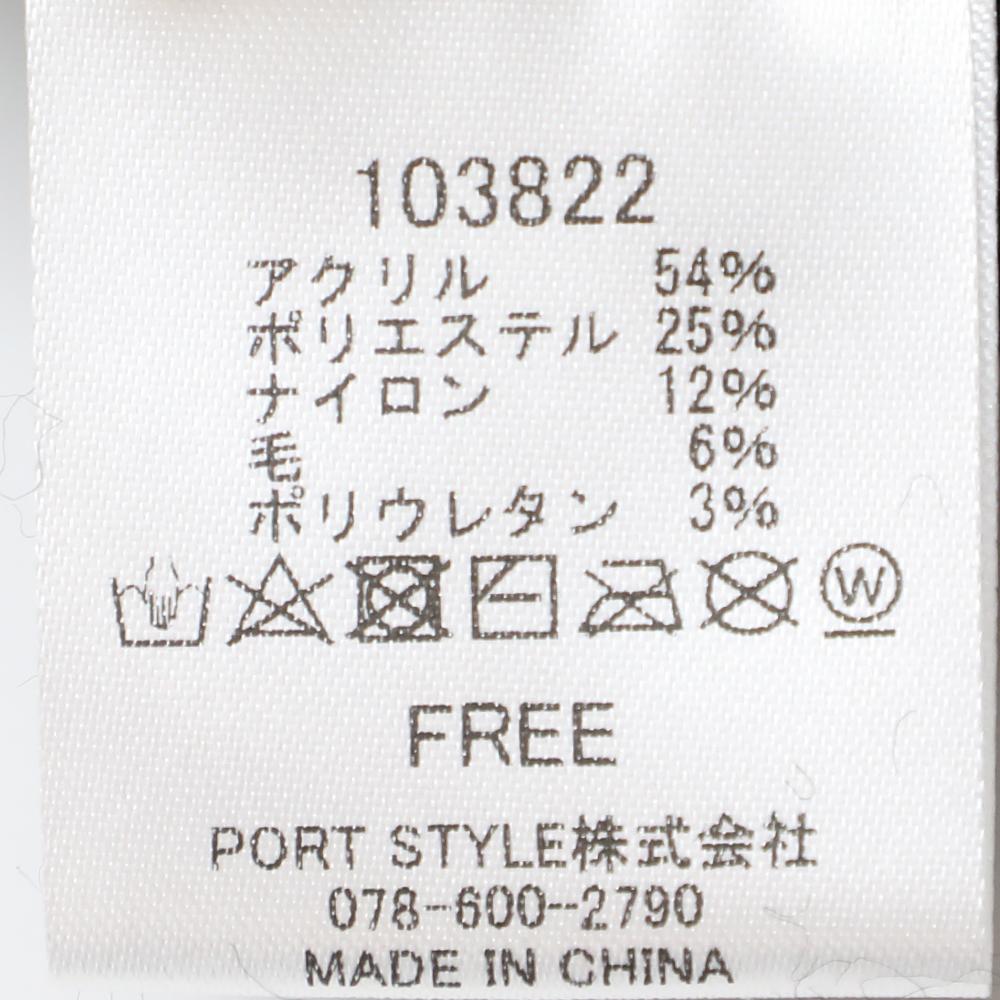 103822
アクリル 54%
ポリエステル 25%
ナイロン 12%
毛 6%
ポリウレタン 3%
W
FREE
PORT STYLE株式会社
078-600-2790
MADE IN CHINA